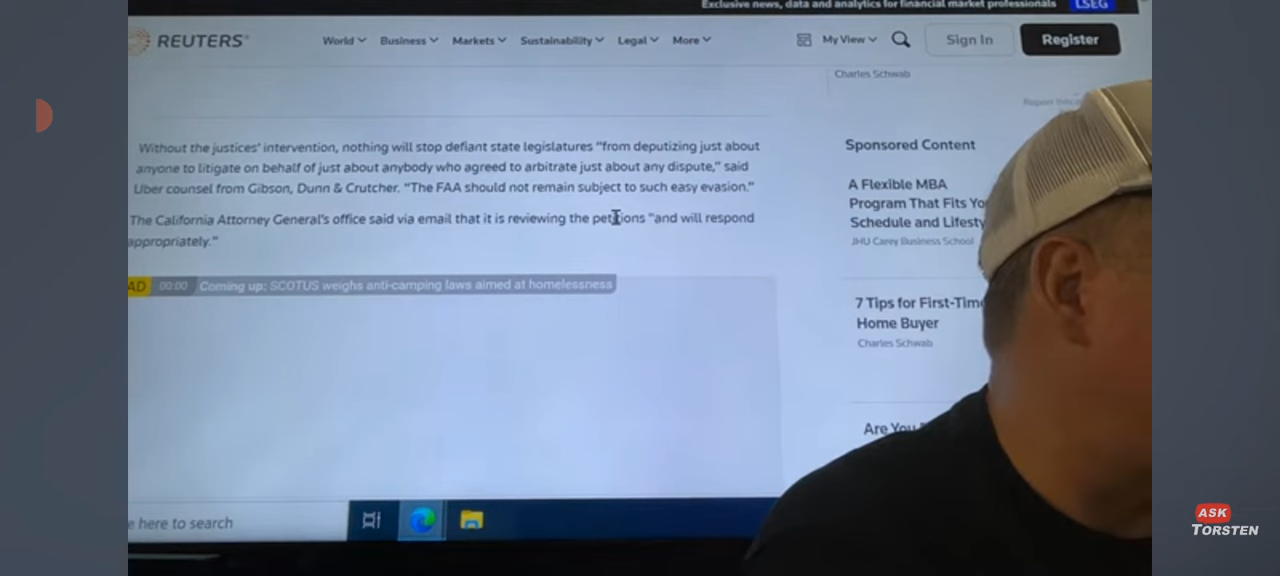 Exclusive news, data and analytics for financial market professionals LSEG
REUTERS World Business Markets Sustainability Legal More My View Sign In Register
Charles Schwab
Without the justices' intervention, nothing will stop defiant state legislatures "from deputizing just about
anyone to litigate on behalf of just about anybody who agreed to arbitrate just about any dispute," said
Uber counsel from Gibson, Dunn & Crutcher. "The FAA should not remain subject to such easy evasion."
The California Attorney General's office said via email that it is reviewing the petitions "and will respond
appropriately."
AD 00:00 Coming up: SCOTUS weighs anti-camping laws aimed at homelessness
Sponsored Content
A Flexible MBA
Program That Fits Yo
Schedule and Lifesty
JHU Carey Business School
7 Tips for First-Time
Home Buyer
Charles Schwab
Are You
e here to search
ASK
TORSTEN